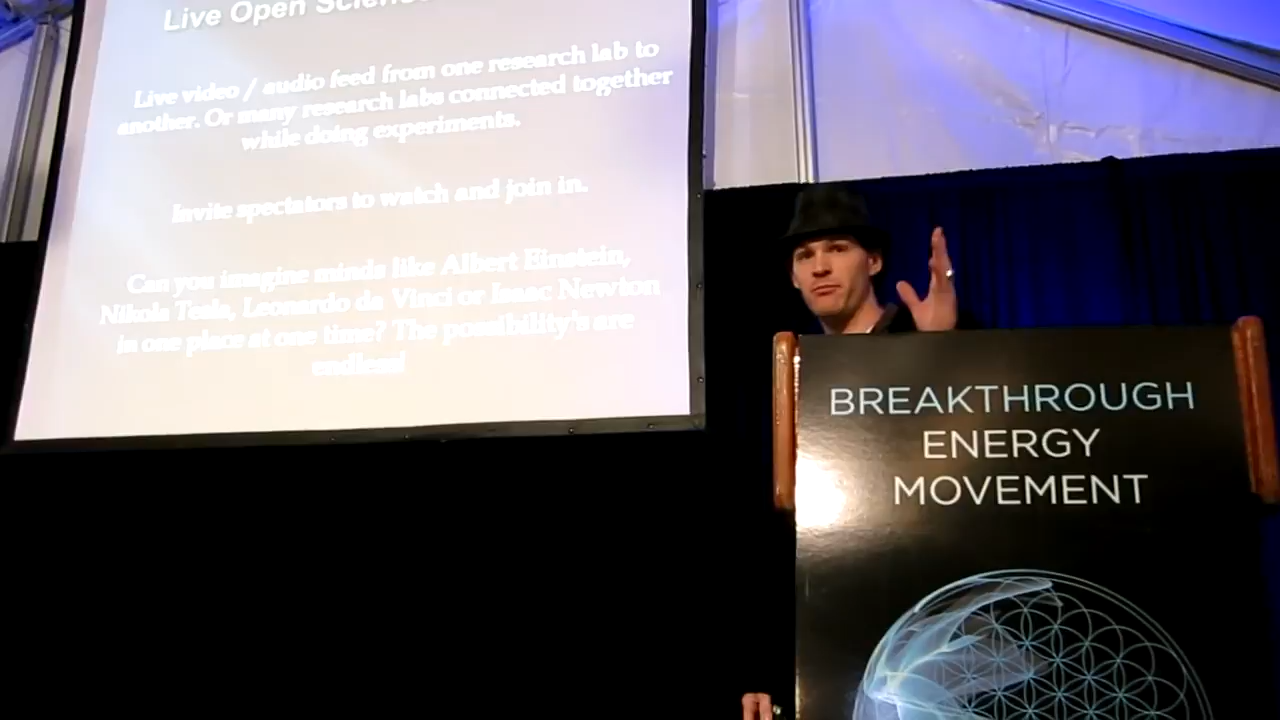 Live Open Science
Live video / audio feed from one research lab to
another. Or many research labs connected together
while doing experiments.
Invite spectators to watch and join in.
Can you imagine minds like Albert Einstein,
Nikola Tesla, Leonardo da Vinci or Isaac Newton
in one place at one time? The possibility's are
endless!
BREAKTHROUGH
ENERGY
MOVEMENT